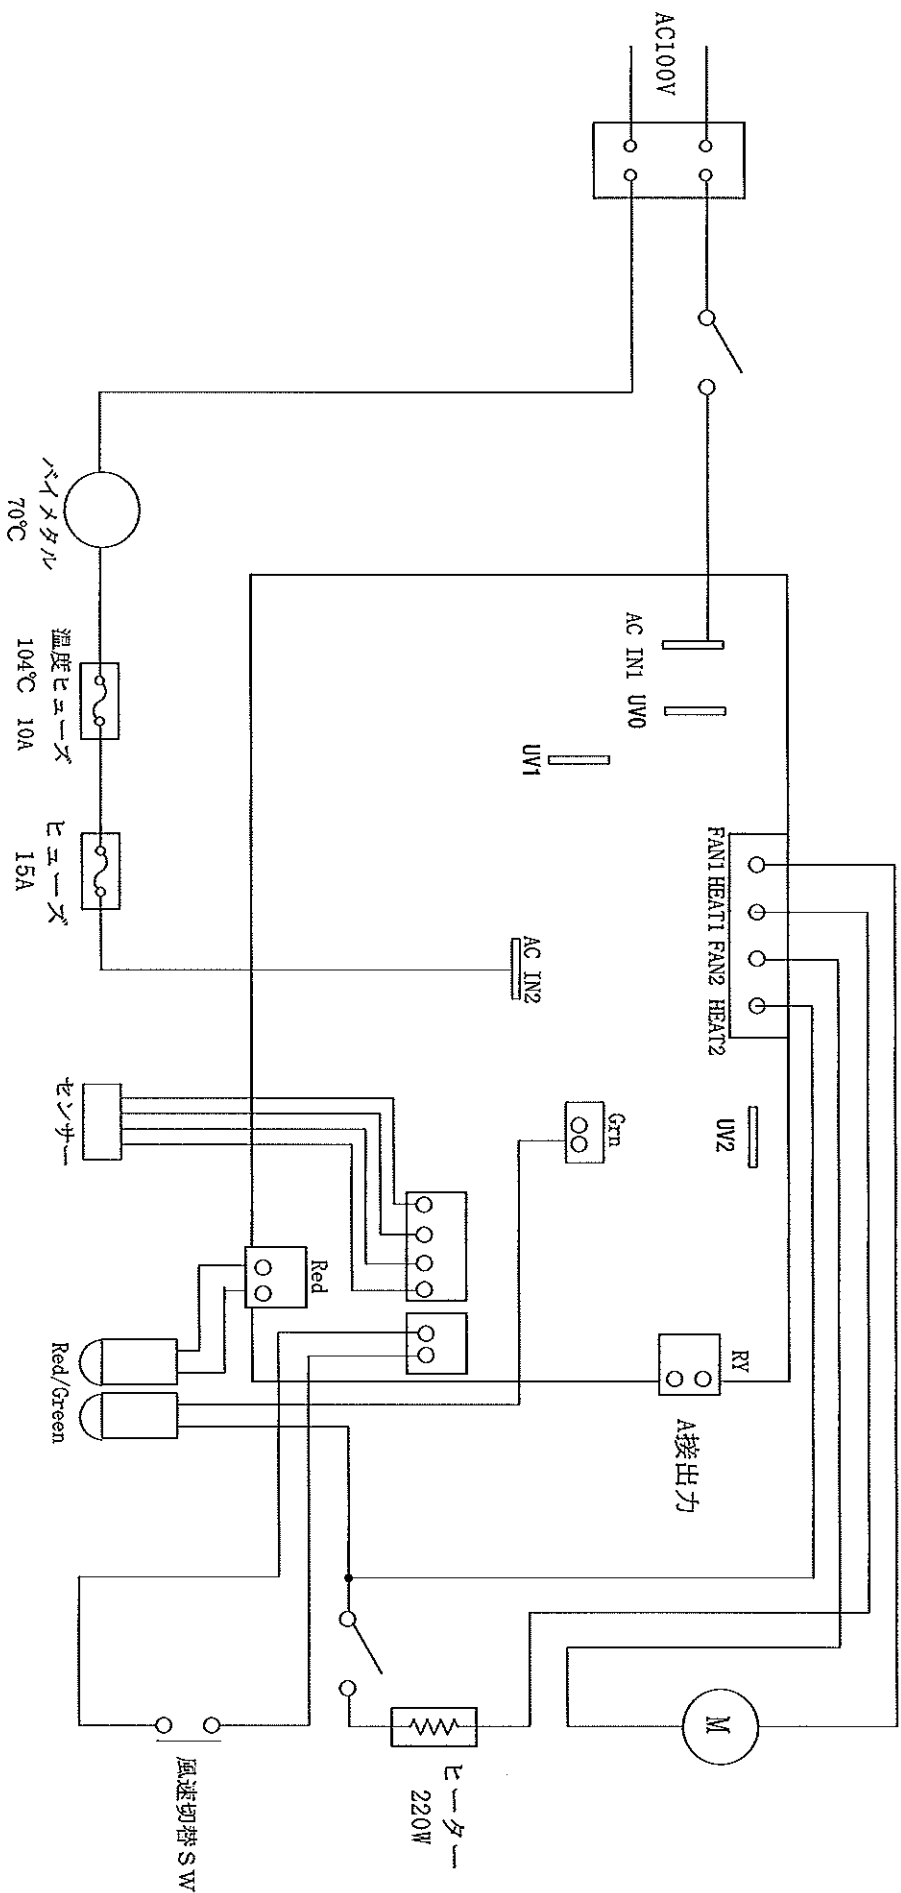 AC100V
バイメタル
70℃
温度ヒューズ
104℃ 10A
ヒューズ
15A
AC IN1
UV0
UV1
AC IN2
FAN1
HEAT1
FAN2
HEAT2
UV2
Grn
センサー
Red
Red/Green
RY
A接出力
M
ヒーター
220W
風速切替SW